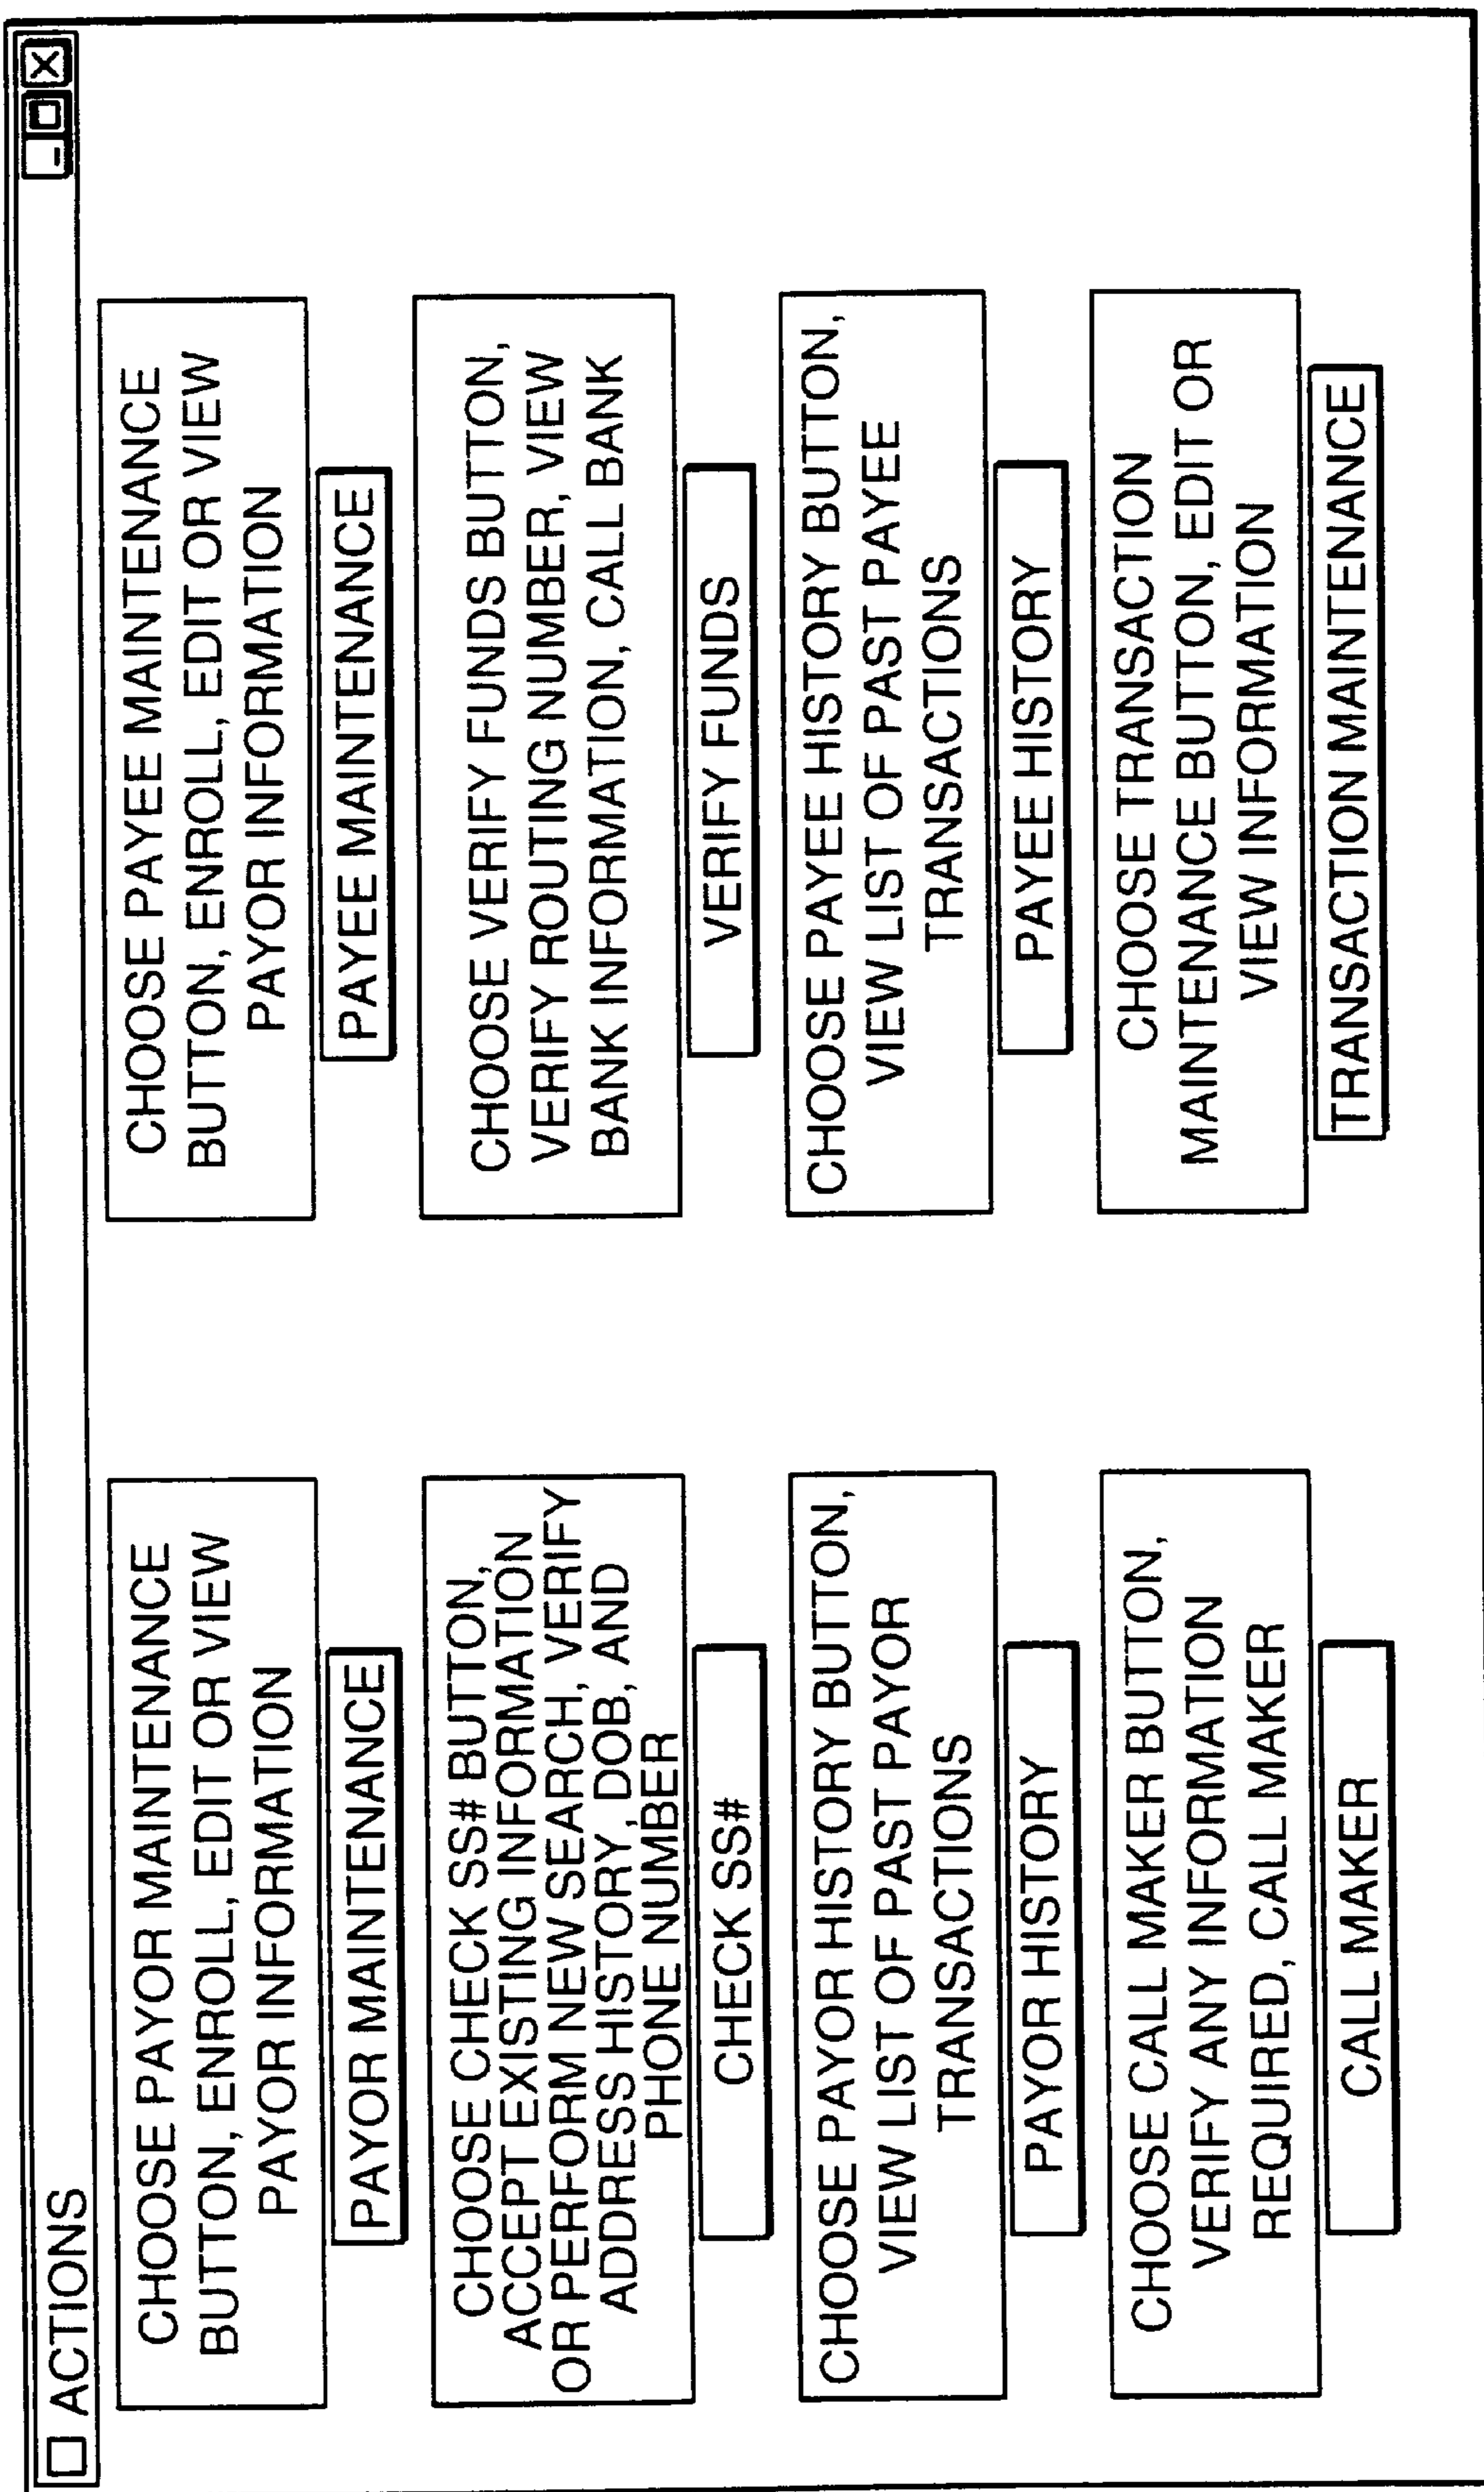 ACTIONS
CHOOSE PAYOR MAINTENANCE
BUTTON, ENROLL, EDIT OR VIEW
PAYOR INFORMATION
PAYOR MAINTENANCE
CHOOSE CHECK SS# BUTTON,
ACCEPT EXISTING INFORMATION
OR PERFORM NEW SEARCH, VERIFY
ADDRESS HISTORY, DOB, AND
PHONE NUMBER
CHECK SS#
CHOOSE PAYOR HISTORY BUTTON,
VIEW LIST OF PAST PAYOR
TRANSACTIONS
PAYOR HISTORY
CHOOSE CALL MAKER BUTTON,
VERIFY ANY INFORMATION
REQUIRED, CALL MAKER
CALL MAKER
CHOOSE PAYEE MAINTENANCE
BUTTON, ENROLL, EDIT OR VIEW
PAYOR INFORMATION
PAYEE MAINTENANCE
CHOOSE VERIFY FUNDS BUTTON,
VERIFY ROUTING NUMBER, VIEW
BANK INFORMATION, CALL BANK
VERIFY FUNDS
CHOOSE PAYEE HISTORY BUTTON,
VIEW LIST OF PAST PAYEE
TRANSACTIONS
PAYEE HISTORY
CHOOSE TRANSACTION
MAINTENANCE BUTTON, EDIT OR
VIEW INFORMATION
TRANSACTION MAINTENANCE